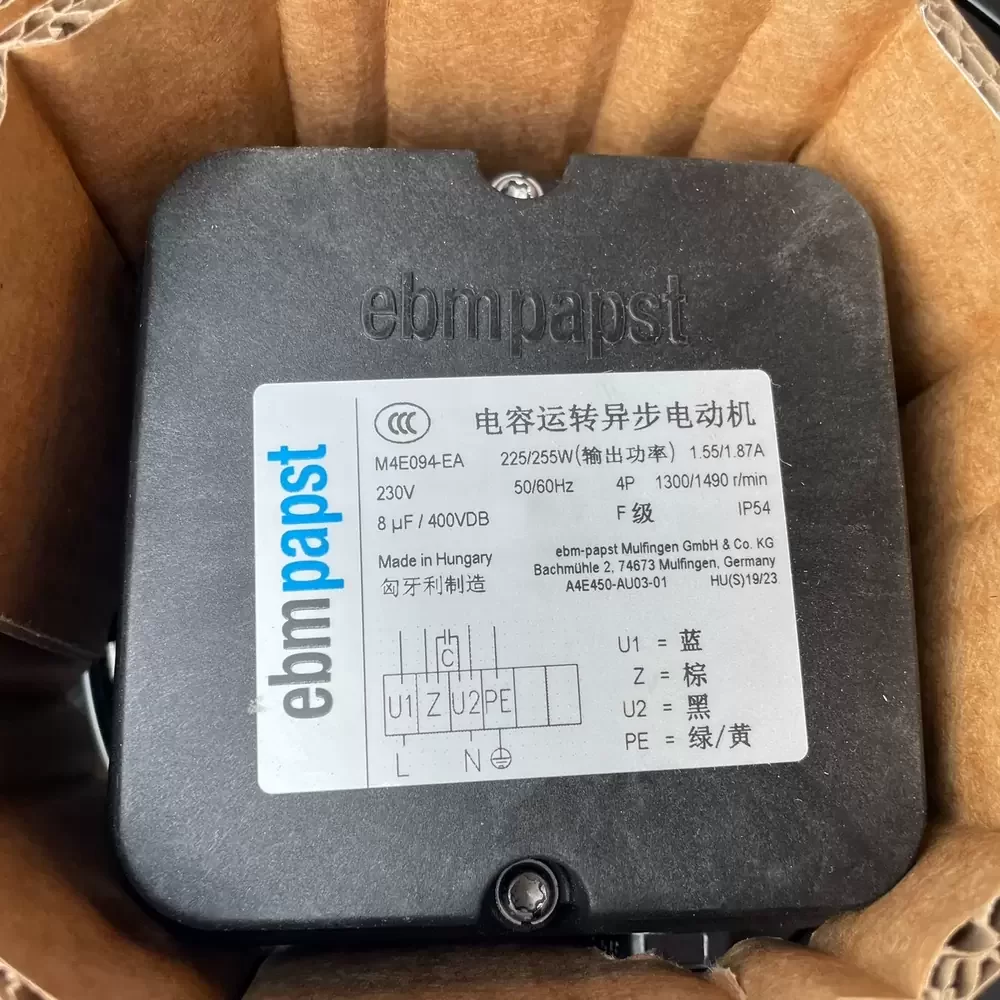 ebmpapst
ebmpapst
CCC 电容运转异步电动机
M4E094-EA 225/255W(输出功率) 1.55/1.87A
230V 50/60Hz 4P 1300/1490 r/min
8 µF / 400VDB F 级 IP54
Made in Hungary
匈牙利制造
ebm-papst Mulfingen GmbH & Co. KG
Bachmühle 2, 74673 Mulfingen, Germany
A4E450-AU03-01 HU(S)19/23
C
U1 Z U2 PE
L N
U1 = 蓝
Z = 棕
U2 = 黑
PE = 绿/黄